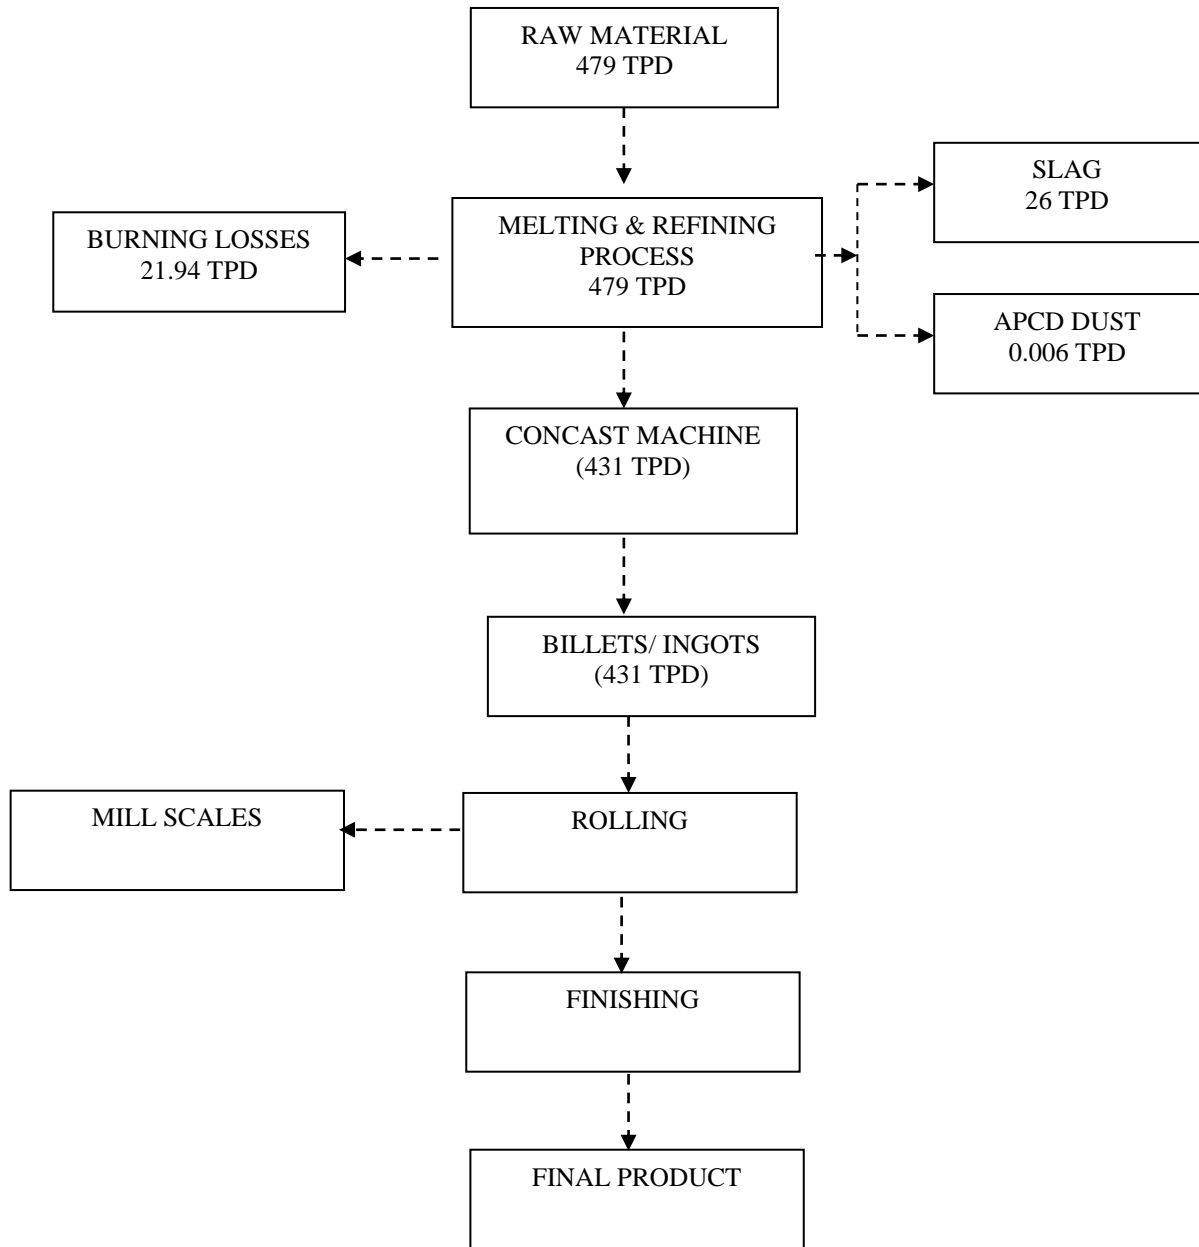 RAW MATERIAL
479 TPD
SLAG
26 TPD
BURNING LOSSES
21.94 TPD
MELTING & REFINING
PROCESS
479 TPD
APCD DUST
0.006 TPD
CONCAST MACHINE
(431 TPD)
BILLETS/ INGOTS
(431 TPD)
MILL SCALES
ROLLING
FINISHING
FINAL PRODUCT